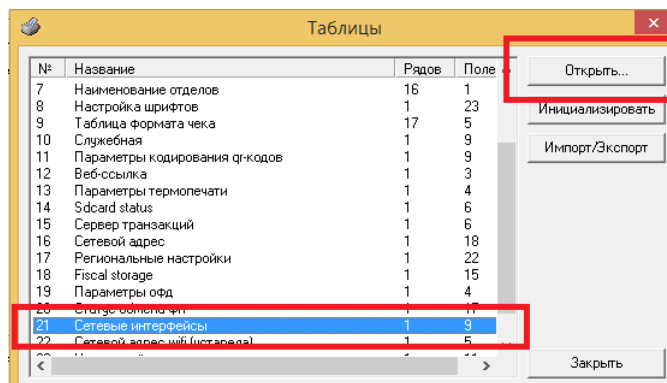 Таблицы
№ Название Рядов Поле
7 Наименование отделов 16 1
8 Настройка шрифтов 1 23
9 Таблица формата чека 17 5
10 Служебная 1 9
11 Параметры кодирования qr-кодов 1 9
12 Веб-ссылка 1 3
13 Параметры термопечати 1 4
14 Sdcard status 1 6
15 Сервер транзакций 1 6
16 Сетевой адрес 1 18
17 Региональные настройки 1 22
18 Fiscal storage 1 15
19 Параметры офд 1 4
21 Сетевые интерфейсы 1 9
22 Сетевой адрес wifi (устарела) 1 5
Открыть...
Инициализировать
Импорт/Экспорт
Закрыть